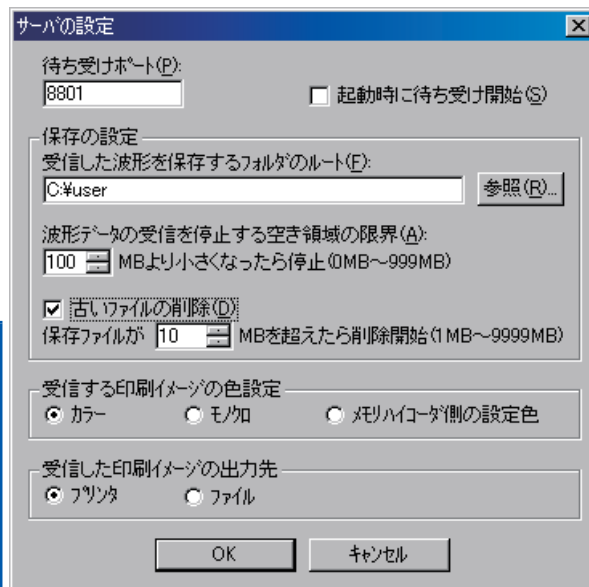 サーバの設定
待ち受けポート(P):
8801
起動時に待ち受け開始(S)
保存の設定
受信した波形を保存するフォルダのルート(F):
C:¥user
参照(R)...
波形データの受信を停止する空き領域の限界(A):
100 MBより小さくなったら停止(0MB～999MB)
古いファイルの削除(D)
保存ファイルが 10 MBを超えたら削除開始(1MB～9999MB)
受信する印刷イメージの色設定
カラー モノクロ メモリハイコーダ側の設定色
受信した印刷イメージの出力先
プリンタ ファイル
OK キャンセル